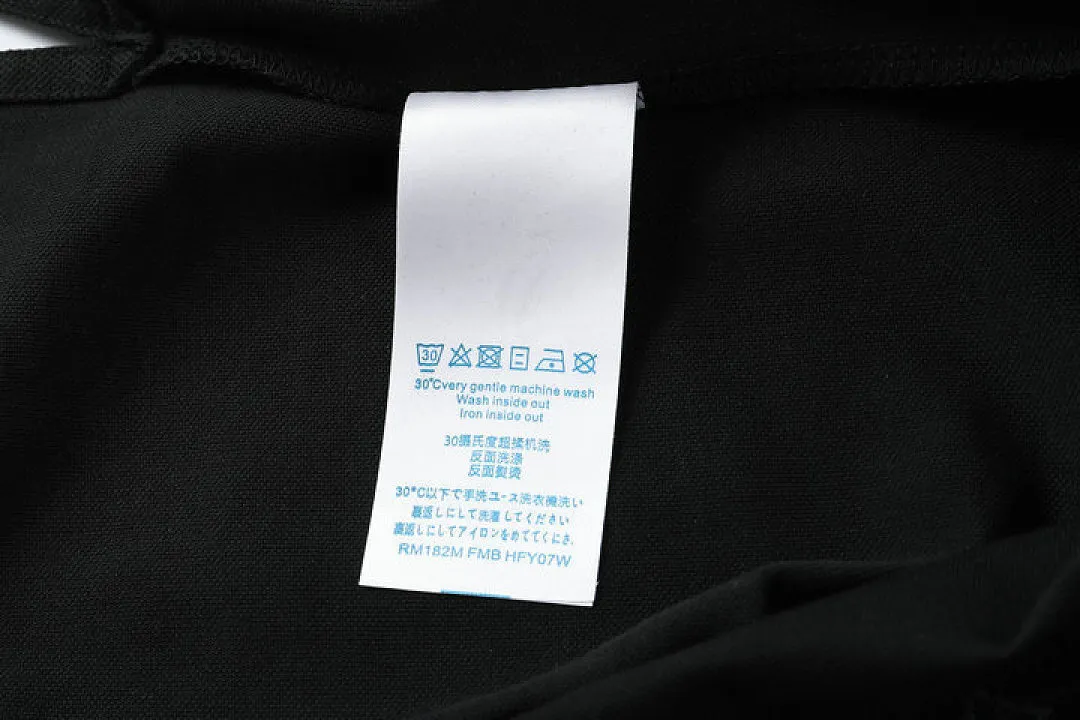 30
30°Cvery gentle machine wash
Wash inside out
Iron inside out
30摄氏度超揉机洗
反面洗涤
反面熨烫
30°C以下で手洗ユース洗衣機洗い
裏返しにして洗濯してください
裏返しにしてアイロンをめててくにさ.
RM182M FMB HFY07W